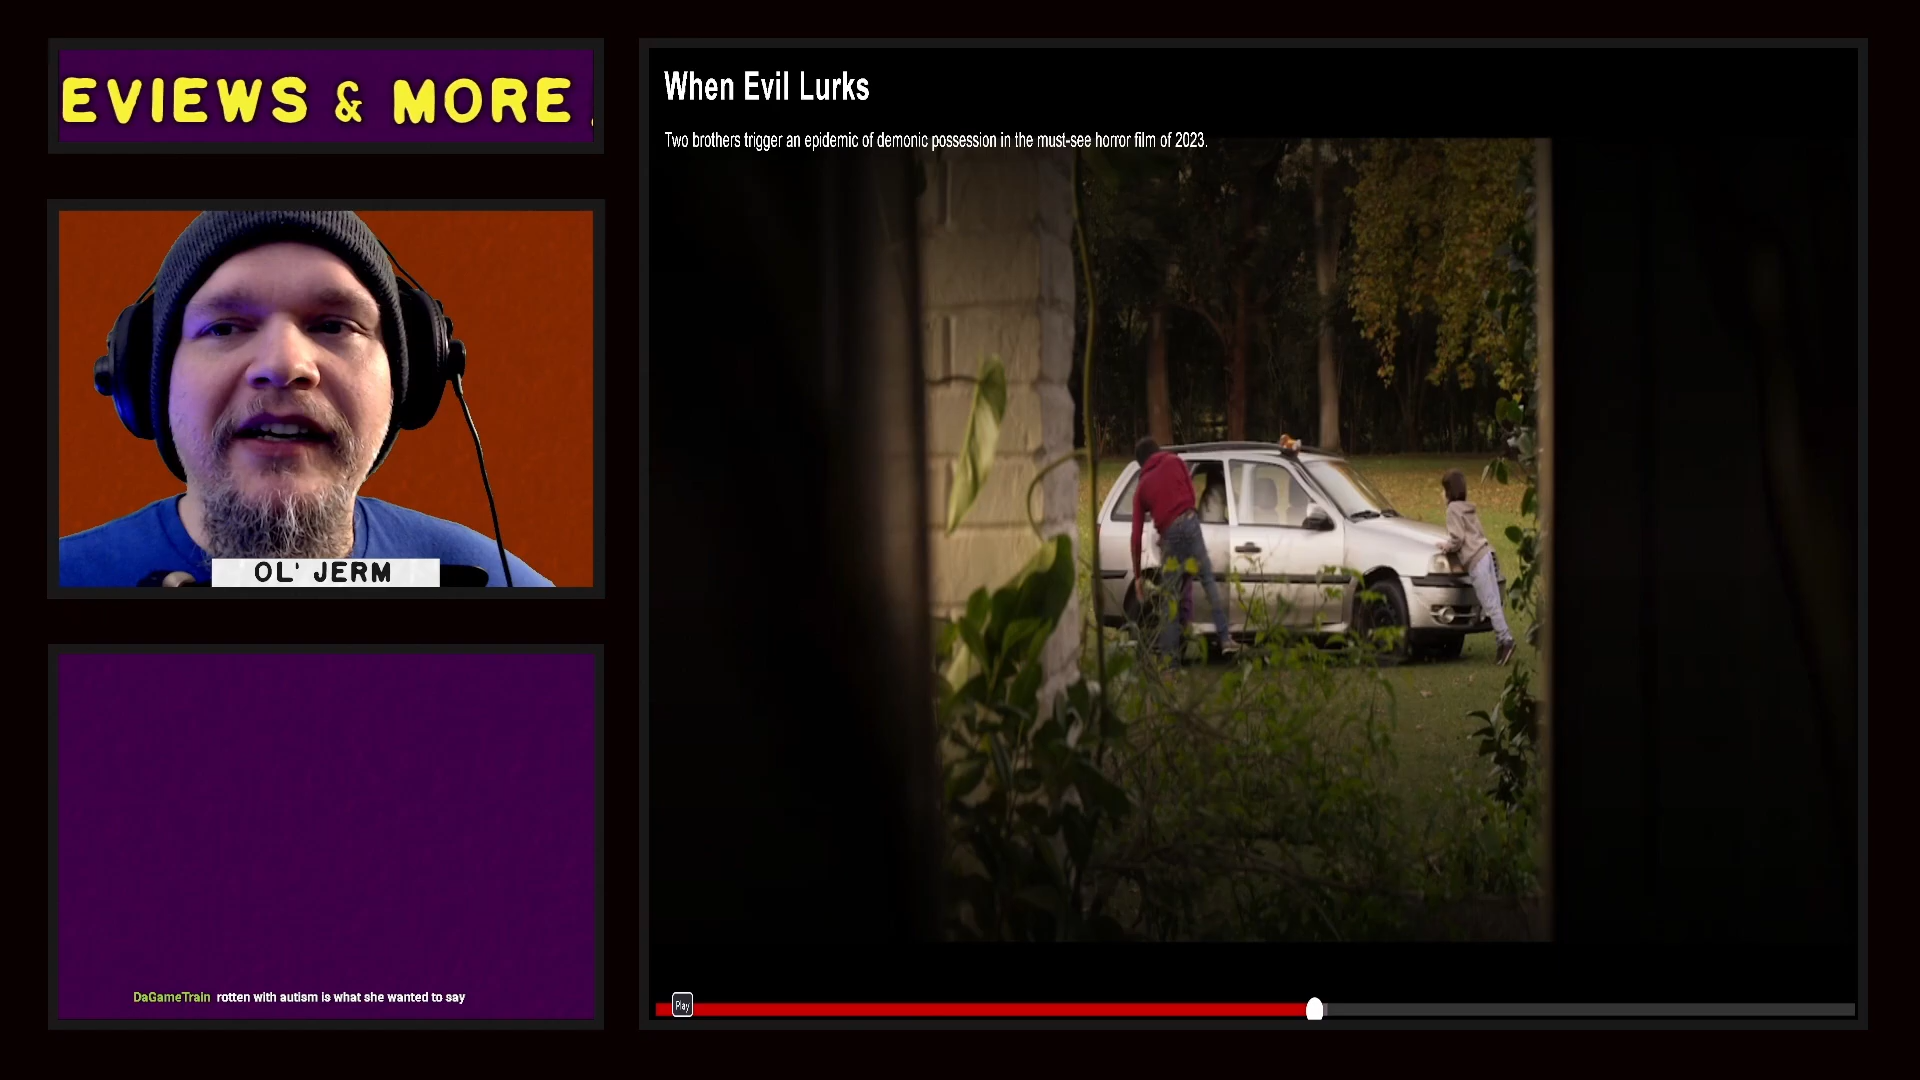 EVIEWS & MORE
When Evil Lurks
Two brothers trigger an epidemic of demonic possession in the must-see horror film of 2023.
OL' JERM
DaGameTrain rotten with autism is what she wanted to say
Play